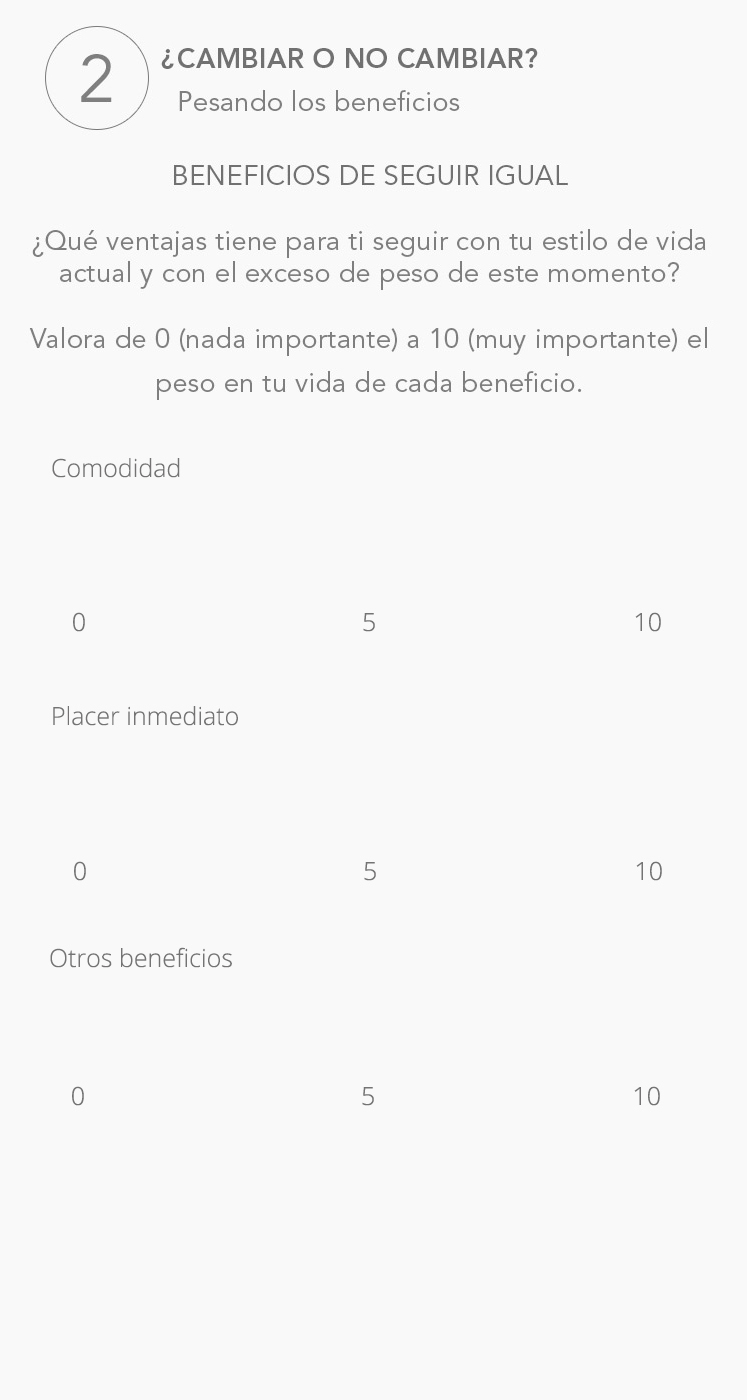 2
¿CAMBIAR O NO CAMBIAR?
Pesando los beneficios
BENEFICIOS DE SEGUIR IGUAL
¿Qué ventajas tiene para ti seguir con tu estilo de vida
actual y con el exceso de peso de este momento?
Valora de 0 (nada importante) a 10 (muy importante) el
peso en tu vida de cada beneficio.
Comodidad
0 5 10
Placer inmediato
0 5 10
Otros beneficios
0 5 10